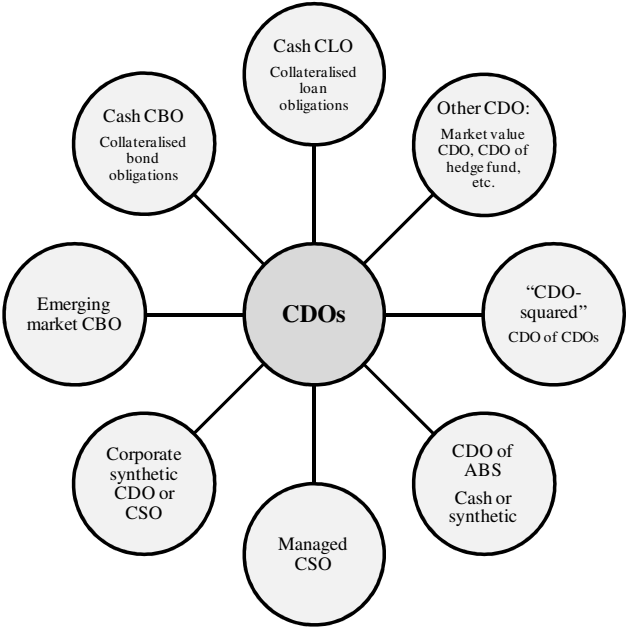 Cash CLO
Collateralised
loan
obligations
Other CDO:
Market value
CDO, CDO of
hedge fund,
etc.
“CDO-
squared”
CDO of CDOs
CDO of
ABS
Cash or
synthetic
Managed
CSO
Corporate
synthetic
CDO or
CSO
Emerging
market CBO
Cash CBO
Collateralised
bond
obligations
CDOs